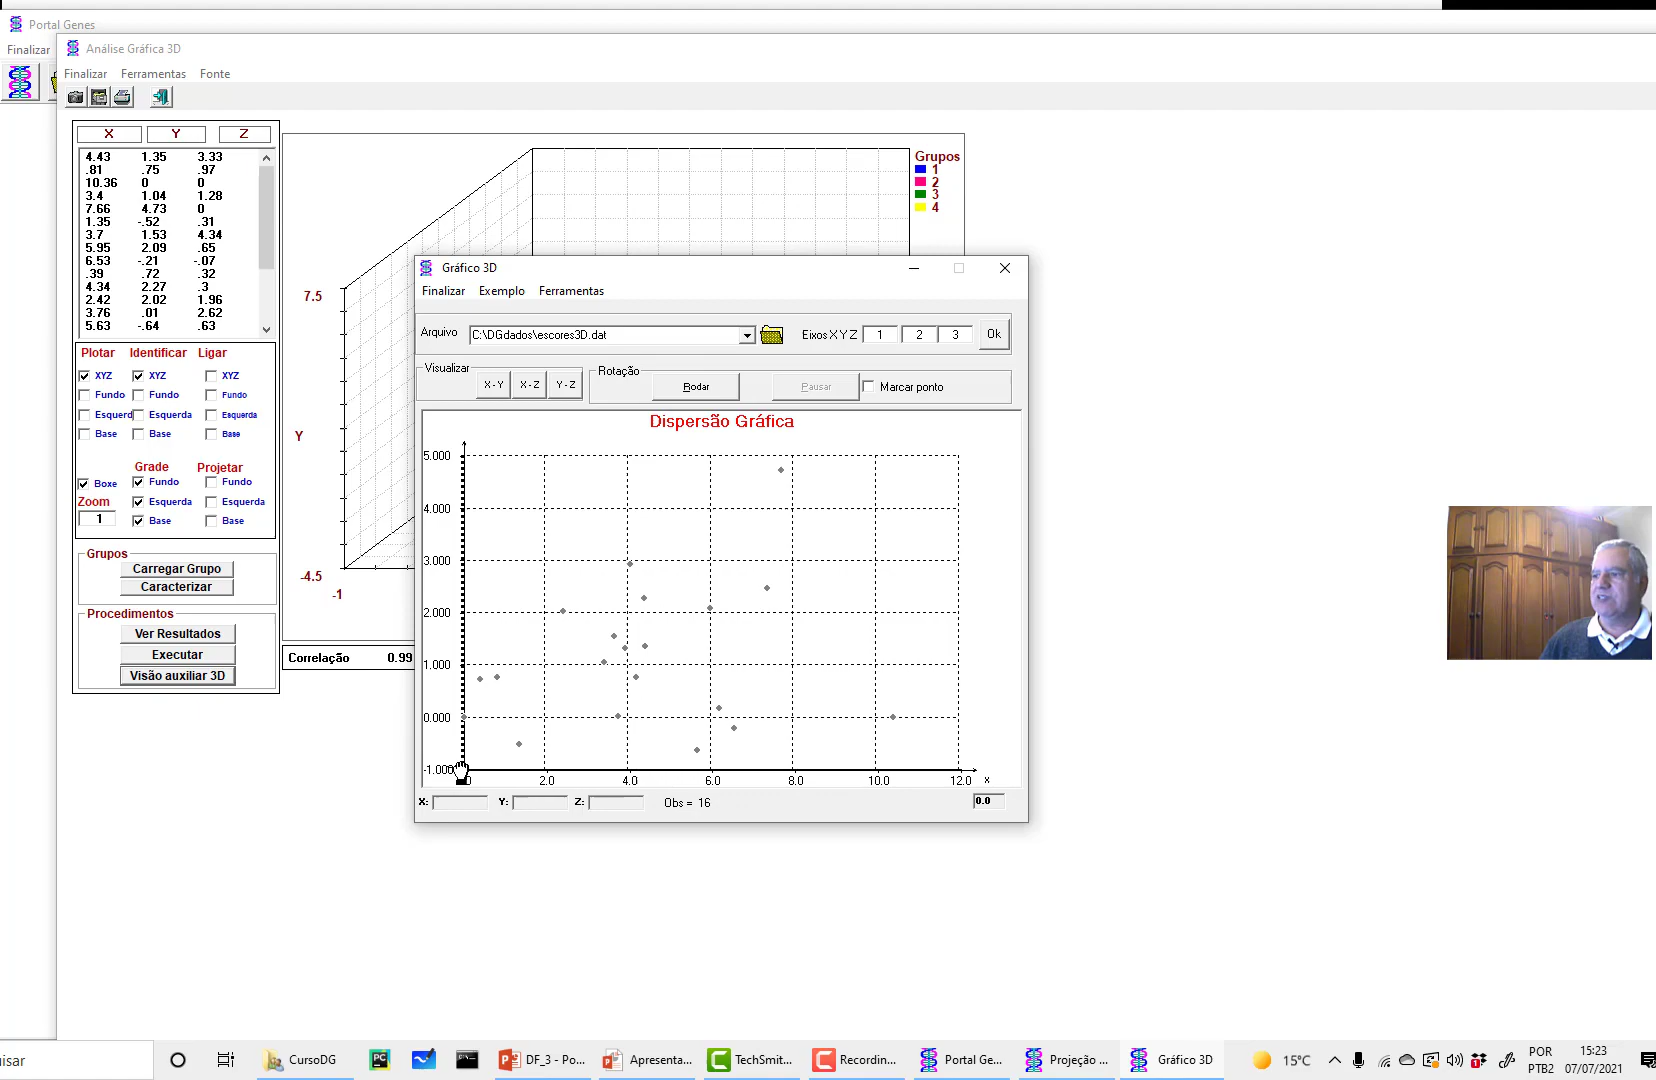 Portal Genes
Finalizar
Análise Gráfica 3D
Finalizar Ferramentas Fonte
X Y Z
4.43 1.35 3.33
.81 .75 .97
10.36 0 0
3.4 1.04 1.28
7.66 4.73 0
1.35 -.52 .31
3.7 1.53 4.34
5.95 2.09 .65
6.53 -.21 -.07
.39 .72 .32
4.34 2.27 .3
2.42 2.02 1.96
3.76 .01 2.62
5.63 -.64 .63
Plotar Identificar Ligar
XYZ XYZ XYZ
Fundo Fundo Fundo
Esquerd Esquerda Esquerda
Base Base Base
Grade Projetar
Boxe Fundo Fundo
Zoom Esquerda Esquerda
1 Base Base
Grupos
Carregar Grupo
Caracterizar
Procedimentos
Ver Resultados
Executar
Visão auxiliar 3D
Grupos
1
2
3
4
7.5
Y
-4.5
-1
Correlação 0.99
Gráfico 3D
Finalizar Exemplo Ferramentas
Arquivo C:\DGdados\escores3D.dat Eixos X Y Z 1 2 3 Ok
Visualizar Rotação
X - Y X - Z Y - Z Rodar Pausar Marcar ponto
Dispersão Gráfica
5.000
4.000
3.000
2.000
1.000
0.000
-1.000
2.0 4.0 6.0 8.0 10.0 12.0 x
X: Y: Z: Obs = 16 0.0
uisar CursoDG PC DF_3 - Po... Apresenta... TechSmit... Recordin... Portal Ge... Projeção ... Gráfico 3D 15°C POR 15:23
PTB2 07/07/2021